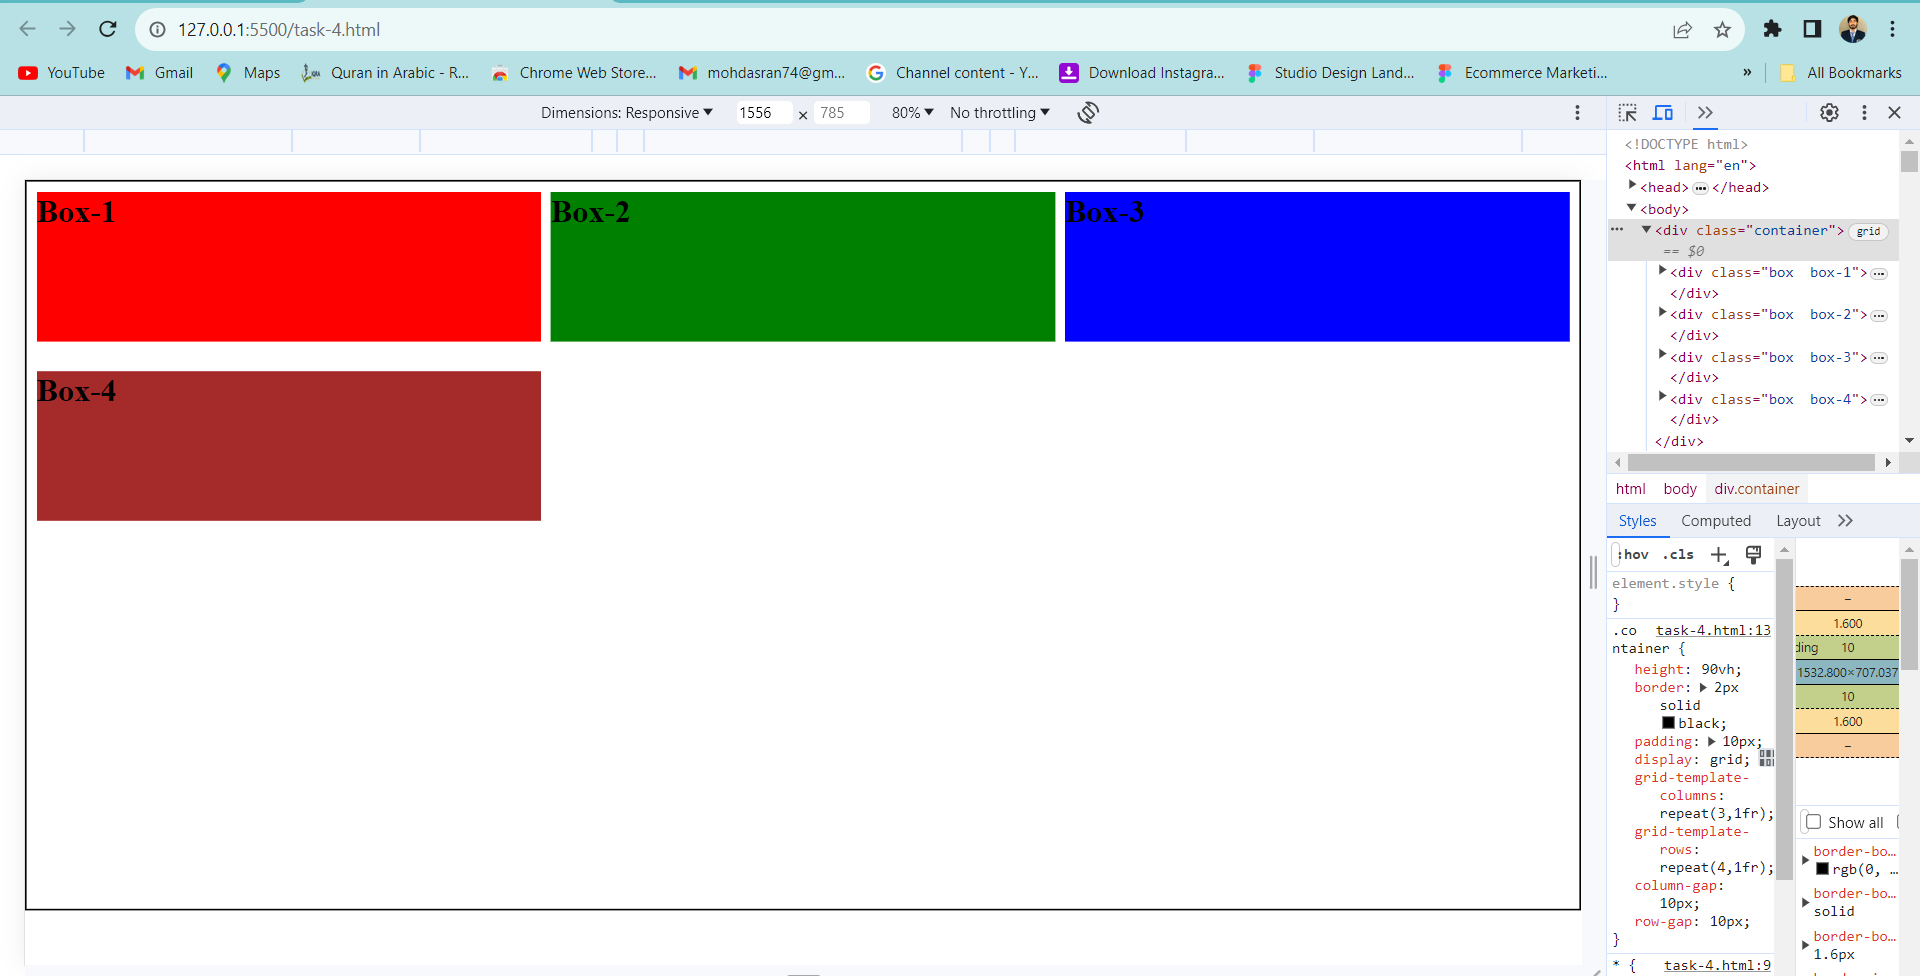 127.0.0.1:5500/task-4.html
YouTube Gmail Maps Quran in Arabic - R... Chrome Web Store... mohdasran74@gm... Channel content - Y... Download Instagra... Studio Design Land... Ecommerce Marketi... » All Bookmarks
Dimensions: Responsive 1556 × 785 80% No throttling
Box-1 Box-2 Box-3
Box-4
<!DOCTYPE html>
<html lang="en">
<head> ••• </head>
<body>
••• <div class="container"> grid
== $0
<div class="box  box-1"> •••
</div>
<div class="box  box-2"> •••
</div>
<div class="box  box-3"> •••
</div>
<div class="box  box-4"> •••
</div>
</div>
html body div.container
Styles Computed Layout
:hov .cls
element.style {
}
.co task-4.html:13
ntainer {
height: 90vh;
border: 2px
solid
black;
padding: 10px;
display: grid;
grid-template-
columns:
repeat(3,1fr);
grid-template-
rows:
repeat(4,1fr);
column-gap:
10px;
row-gap: 10px;
}
* { task-4.html:9
–
1.600
dding 10
1532.800×707.037
10
1.600
–
Show all
border-bo...
rgb(0, ...
border-bo...
solid
border-bo...
1.6px